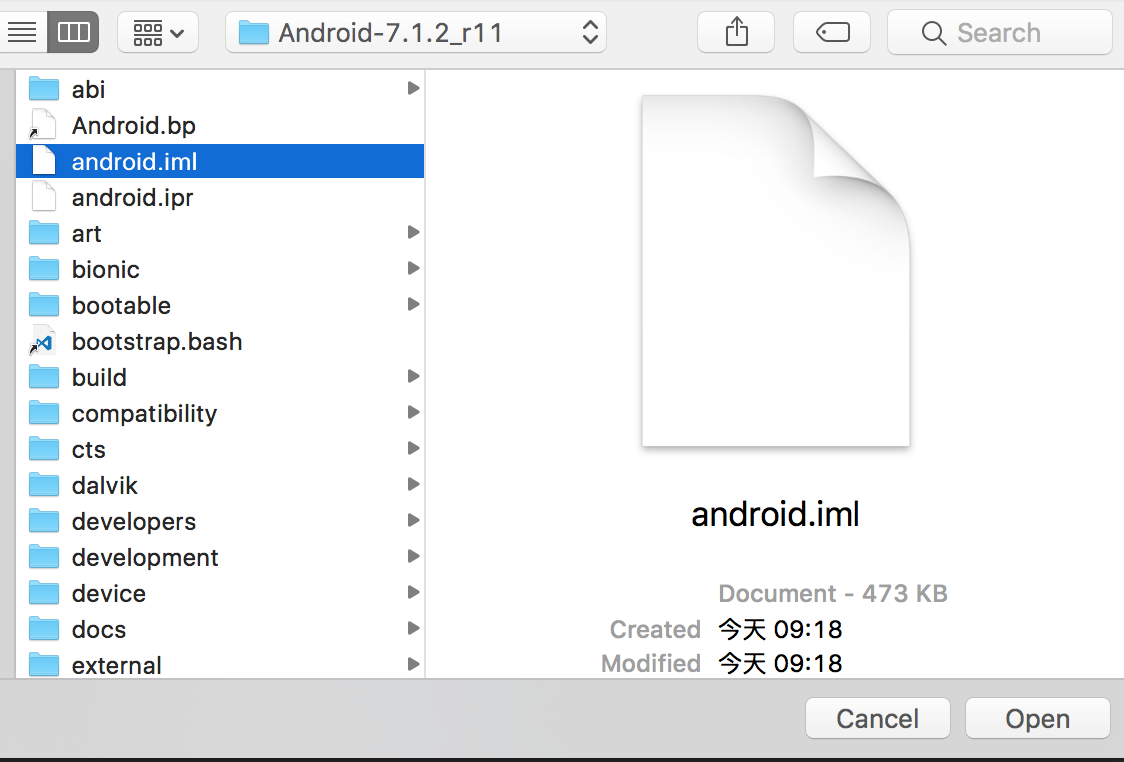 Android-7.1.2_r11
Search
abi
Android.bp
android.iml
android.ipr
art
bionic
bootable
bootstrap.bash
build
compatibility
cts
dalvik
developers
development
device
docs
external
android.iml
Document - 473 KB
Created 今天 09:18
Modified 今天 09:18
Cancel
Open